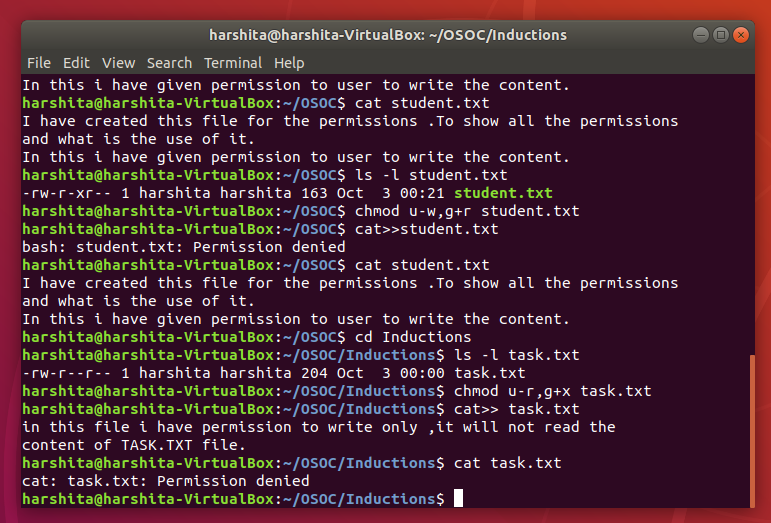 harshita@harshita-VirtualBox: ~/OSOC/Inductions
File Edit View Search Terminal Help
In this i have given permission to user to write the content.
harshita@harshita-VirtualBox:~/OSOC$ cat student.txt
I have created this file for the permissions .To show all the permissions
and what is the use of it.
In this i have given permission to user to write the content.
harshita@harshita-VirtualBox:~/OSOC$ ls -l student.txt
-rw-r-xr-- 1 harshita harshita 163 Oct  3 00:21 student.txt
harshita@harshita-VirtualBox:~/OSOC$ chmod u-w,g+r student.txt
harshita@harshita-VirtualBox:~/OSOC$ cat>>student.txt
bash: student.txt: Permission denied
harshita@harshita-VirtualBox:~/OSOC$ cat student.txt
I have created this file for the permissions .To show all the permissions
and what is the use of it.
In this i have given permission to user to write the content.
harshita@harshita-VirtualBox:~/OSOC$ cd Inductions
harshita@harshita-VirtualBox:~/OSOC/Inductions$ ls -l task.txt
-rw-r--r-- 1 harshita harshita 204 Oct  3 00:00 task.txt
harshita@harshita-VirtualBox:~/OSOC/Inductions$ chmod u-r,g+x task.txt
harshita@harshita-VirtualBox:~/OSOC/Inductions$ cat>> task.txt
in this file i have permission to write only ,it will not read the
content of TASK.TXT file.
harshita@harshita-VirtualBox:~/OSOC/Inductions$ cat task.txt
cat: task.txt: Permission denied
harshita@harshita-VirtualBox:~/OSOC/Inductions$